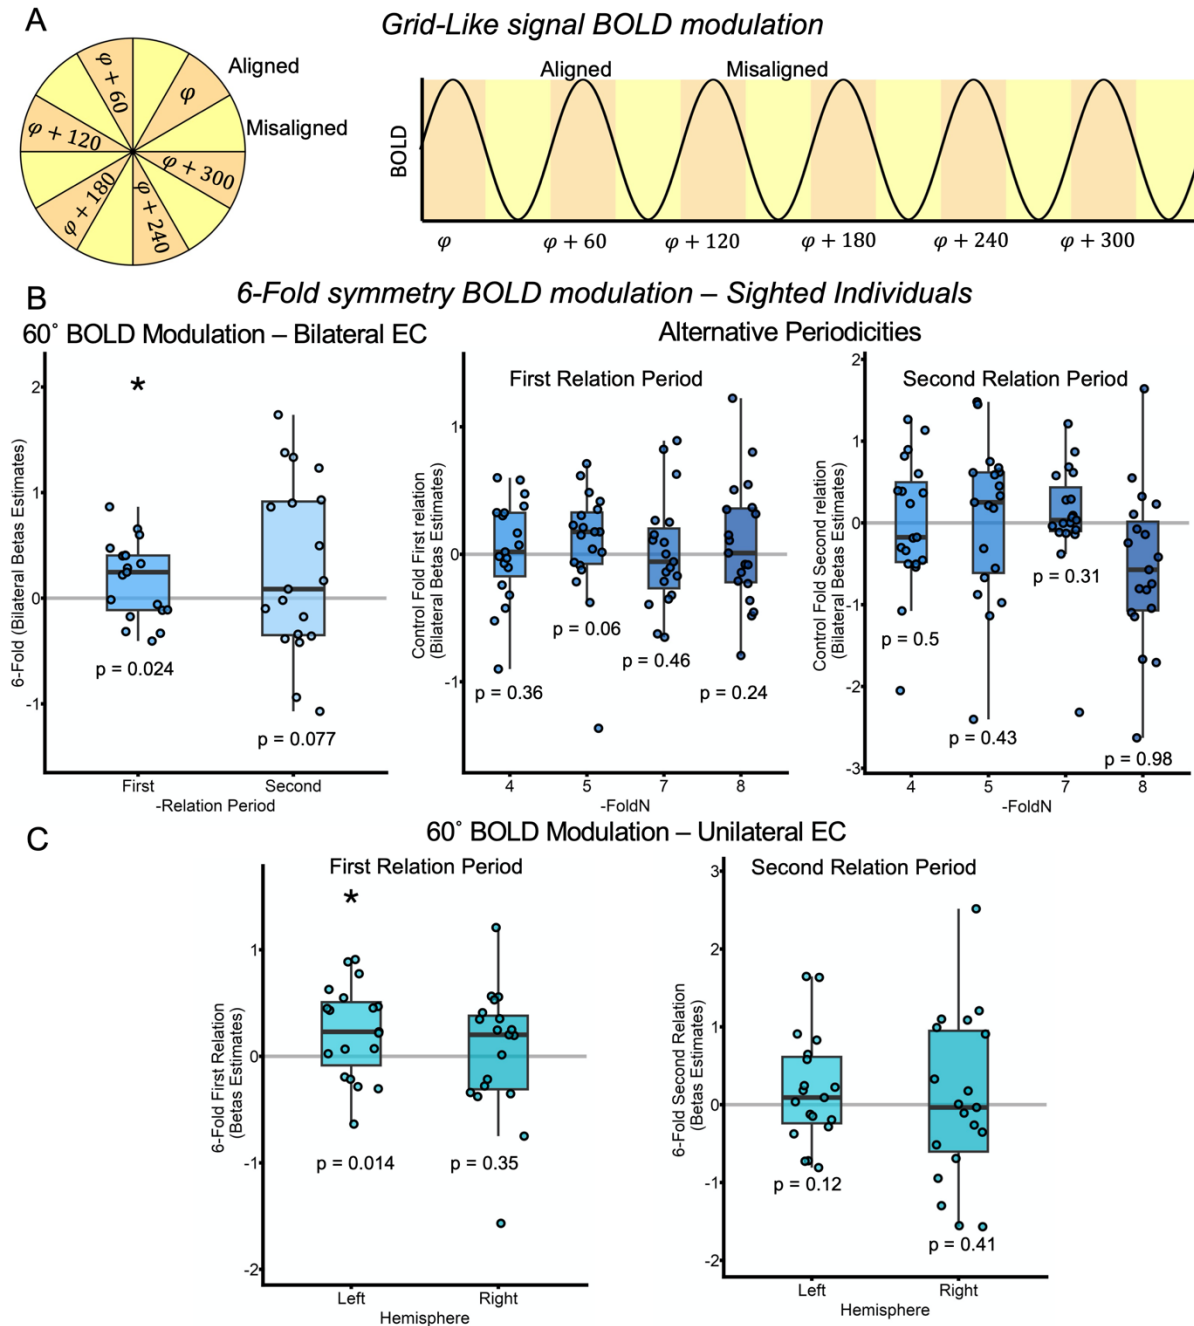 A
Grid-Like signal BOLD modulation
φ + 60
φ
Aligned
Misaligned
φ + 120
φ + 300
φ + 180
φ + 240
Aligned
Misaligned
BOLD
φ
φ + 60
φ + 120
φ + 180
φ + 240
φ + 300
B
6-Fold symmetry BOLD modulation – Sighted Individuals
60˚ BOLD Modulation – Bilateral EC
6-Fold (Bilateral Betas Estimates)
2
1
0
-1
*
p = 0.024
p = 0.077
First
Second
-Relation Period
Alternative Periodicities
First Relation Period
Control Fold First relation
(Bilateral Betas Estimates)
1
0
-1
p = 0.36
p = 0.06
p = 0.46
p = 0.24
4
5
7
8
-FoldN
Second Relation Period
Control Fold Second relation
(Bilateral Betas Estimates)
2
1
0
-1
-2
-3
p = 0.5
p = 0.43
p = 0.31
p = 0.98
4
5
7
8
-FoldN
C
60˚ BOLD Modulation – Unilateral EC
First Relation Period
6-Fold First Relation
(Betas Estimates)
1
0
-1
-2
*
p = 0.014
p = 0.35
Left
Right
Hemisphere
Second Relation Period
6-Fold Second Relation
(Betas Estimates)
3
2
1
0
-1
-2
p = 0.12
p = 0.41
Left
Right
Hemisphere